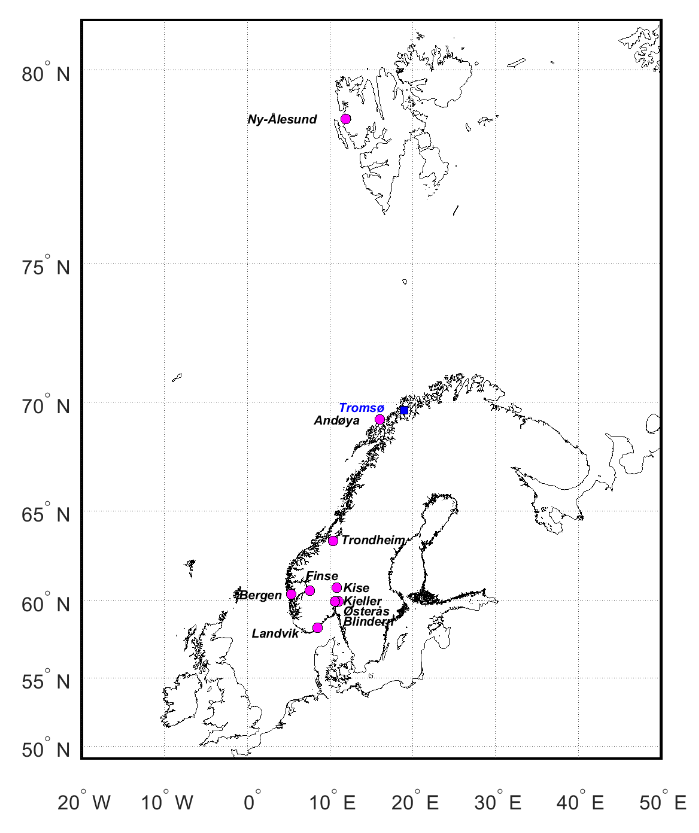 80° N
Ny-Ålesund
75° N
70° N
Tromsø
Andøya
65° N
Trondheim
Finse
Kise
Bergen
60° N
Kjeller
Østerås
Blindern
Landvik
55° N
50° N
20° W 10° W 0° 10° E 20° E 30° E 40° E 50° E